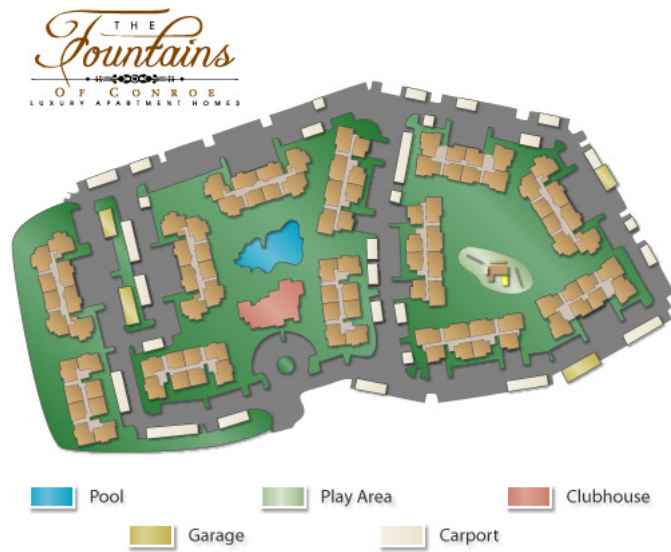 THE
Fountains
OF CONROE
LUXURY APARTMENT HOMES
Pool
Play Area
Clubhouse
Garage
Carport